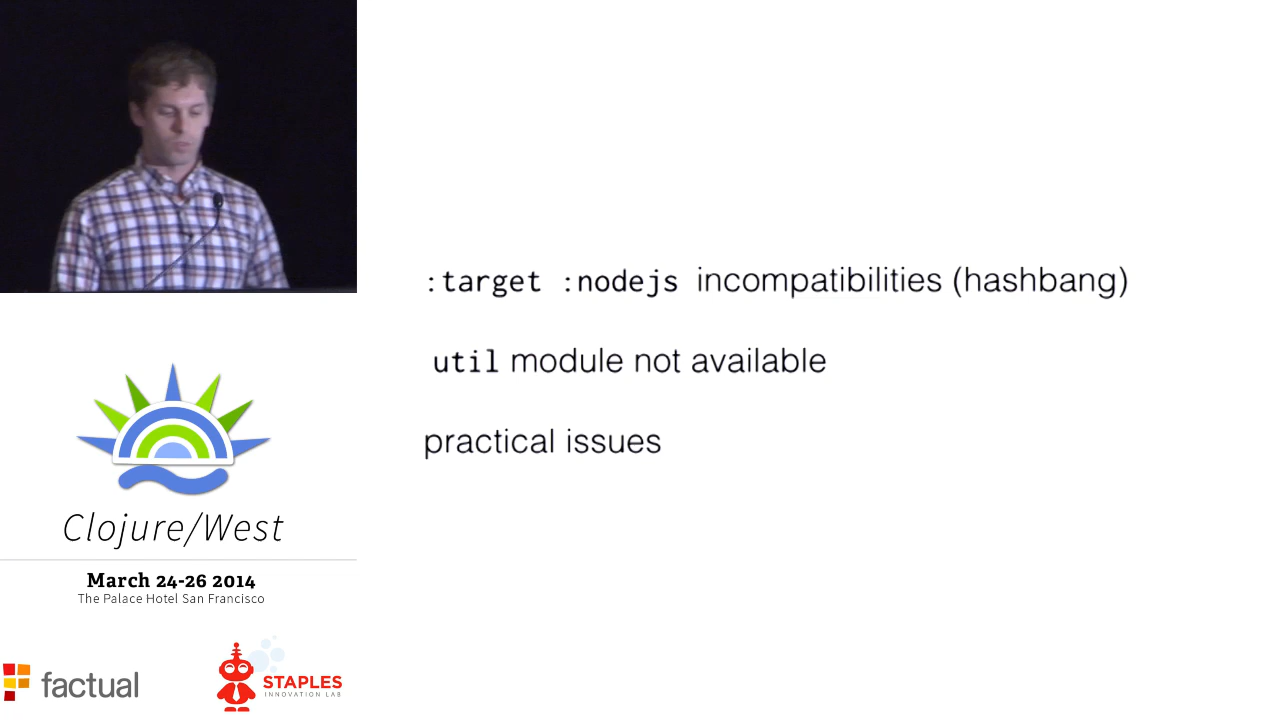 :target :nodejs incompatibilities (hashbang)
util module not available
practical issues
Clojure/West
March 24-26 2014
The Palace Hotel San Francisco
factual
STAPLES
INNOVATION LAB